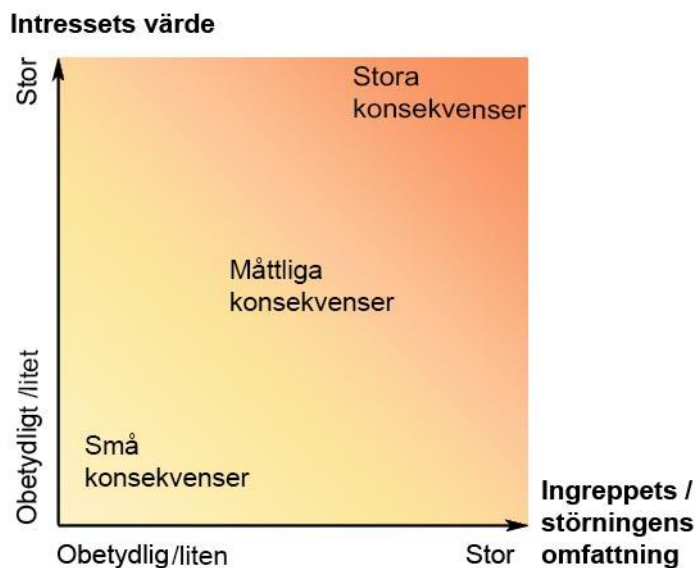 Intressets värde
Stor
Stora
konsekvenser
Måttliga
konsekvenser
Obetydligt /litet
Små
konsekvenser
Obetydlig/liten
Stor
Ingreppets /
störningens
omfattning